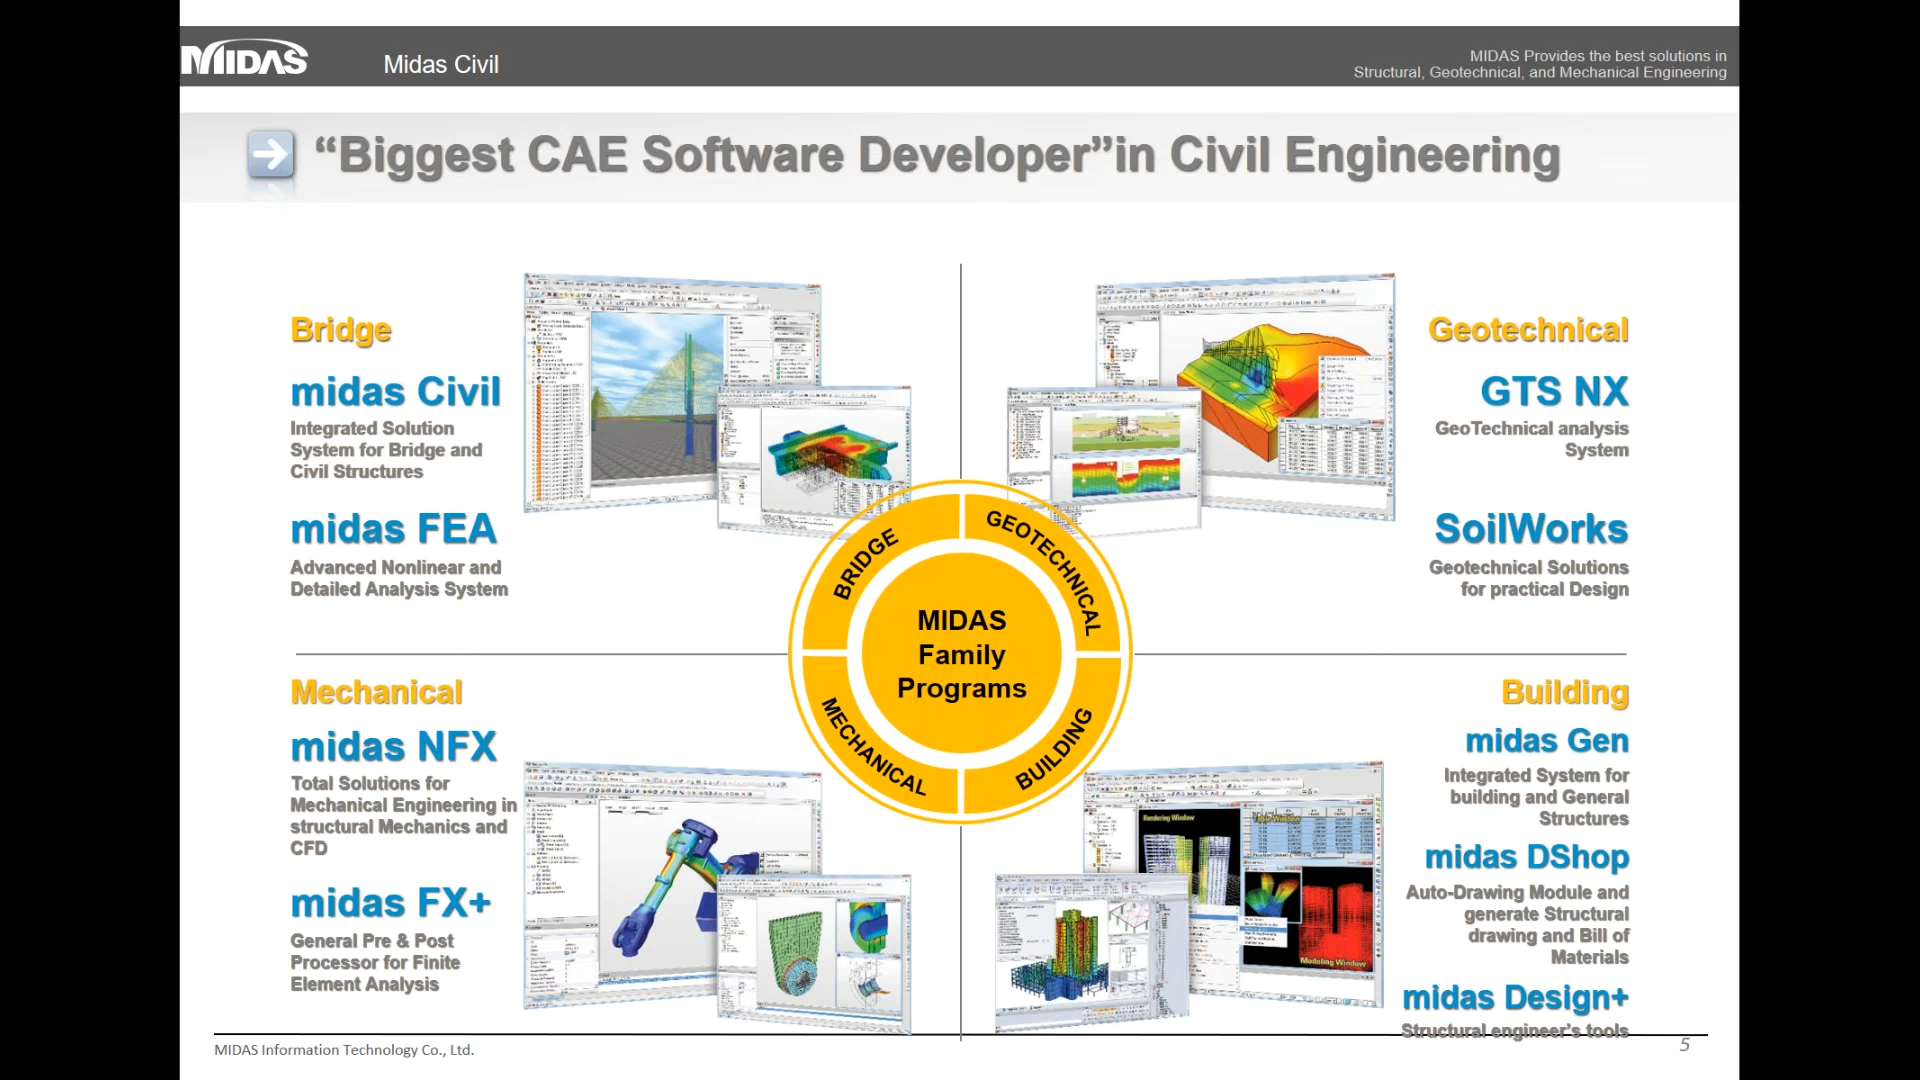 MIDAS
Midas Civil
MIDAS Provides the best solutions in
Structural, Geotechnical, and Mechanical Engineering
“Biggest CAE Software Developer”in Civil Engineering
Bridge
midas Civil
Integrated Solution
System for Bridge and
Civil Structures
midas FEA
Advanced Nonlinear and
Detailed Analysis System
Geotechnical
GTS NX
GeoTechnical analysis
System
SoilWorks
Geotechnical Solutions
for practical Design
BRIDGE
GEOTECHNICAL
MECHANICAL
BUILDING
MIDAS
Family
Programs
Mechanical
midas NFX
Total Solutions for
Mechanical Engineering in
structural Mechanics and
CFD
midas FX+
General Pre & Post
Processor for Finite
Element Analysis
Building
midas Gen
Integrated System for
building and General
Structures
midas DShop
Auto-Drawing Module and
generate Structural
drawing and Bill of
Materials
midas Design+
Structural engineer's tools
Rendering Window
Table Window
Modeling Window
MIDAS Information Technology Co., Ltd.
5